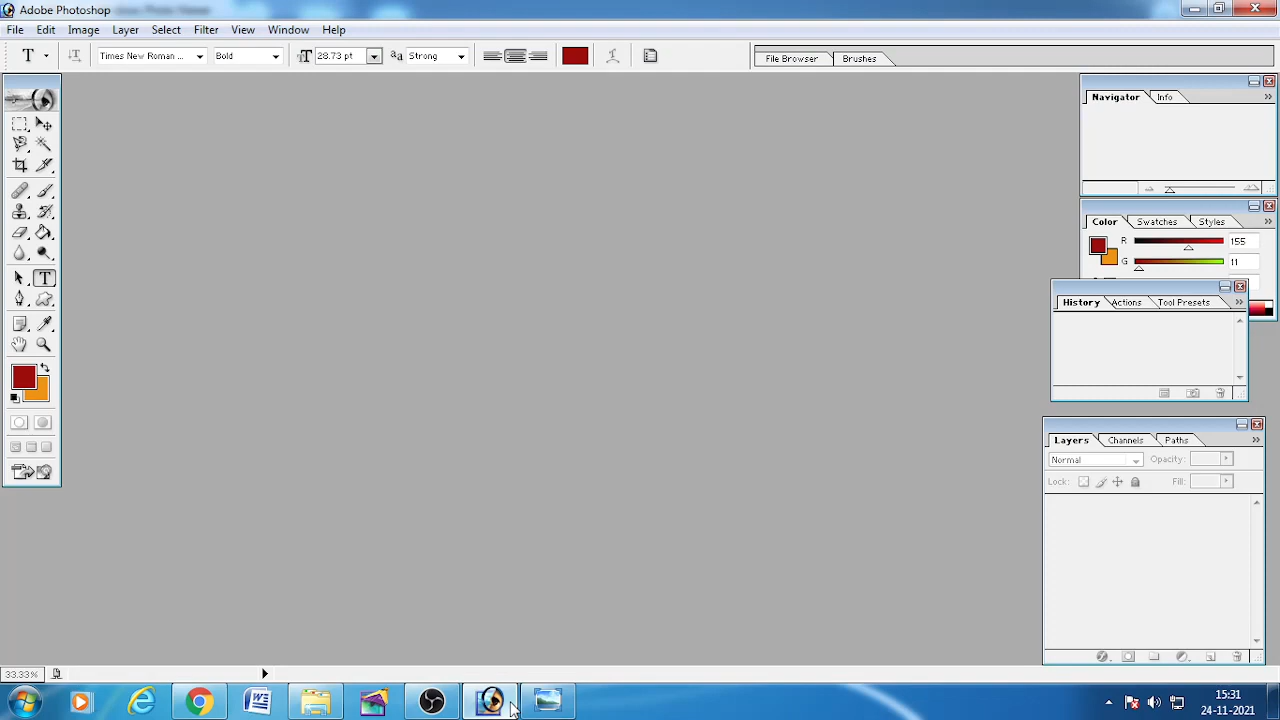 Adobe Photoshop
File Edit Image Layer Select Filter View Window Help
T T Times New Roman ... Bold T 28.73 pt aa Strong File Browser Brushes
Navigator Info
Color Swatches Styles
R 155
G 11
History Actions Tool Presets
T
Layers Channels Paths
Normal Opacity:
Lock: Fill:
33.33%
15:31
24-11-2021